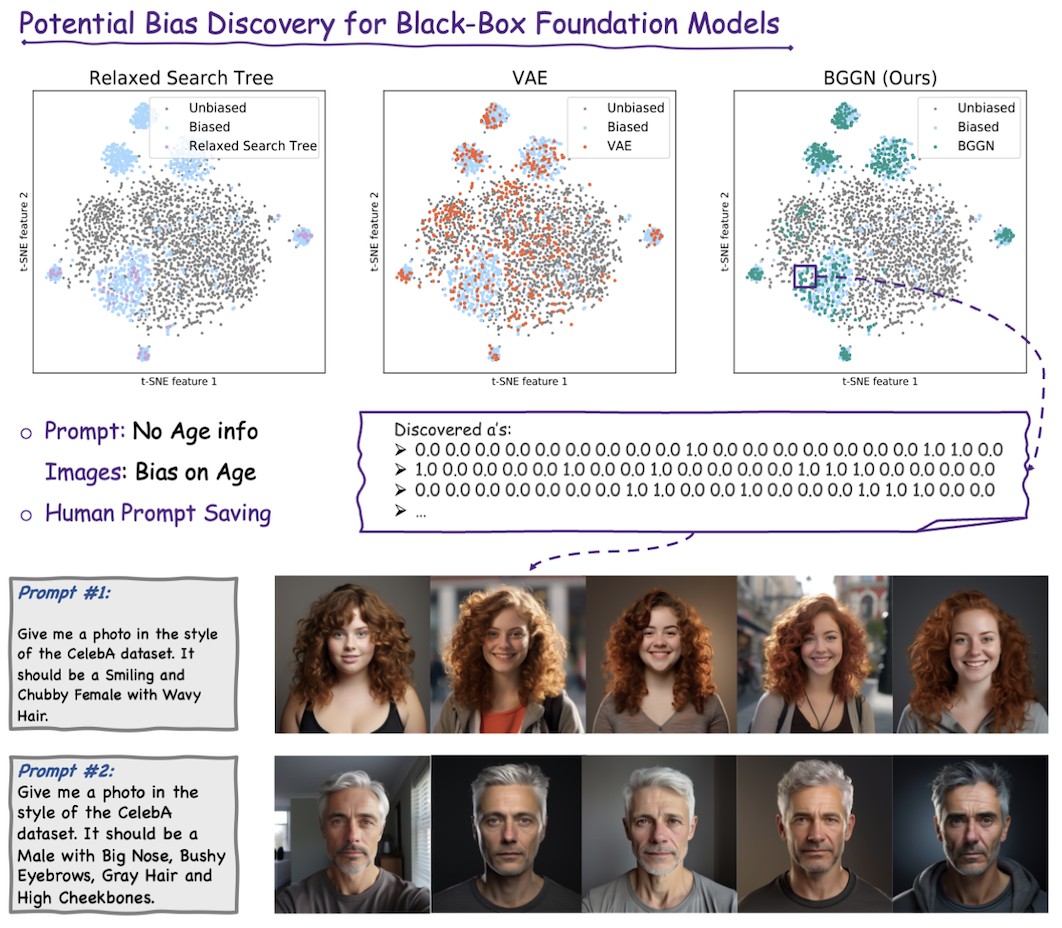 Potential Bias Discovery for Black-Box Foundation Models
Relaxed Search Tree
Unbiased
Biased
Relaxed Search Tree
t-SNE feature 2
t-SNE feature 1
VAE
Unbiased
Biased
VAE
t-SNE feature 2
t-SNE feature 1
BGGN (Ours)
Unbiased
Biased
BGGN
t-SNE feature 2
t-SNE feature 1
Prompt: No Age info
Images: Bias on Age
Human Prompt Saving
Discovered a's:
0.0 0.0 0.0 0.0 0.0 0.0 0.0 0.0 0.0 1.0 0.0 0.0 0.0 0.0 0.0 0.0 0.0 1.0 1.0 0.0
1.0 0.0 0.0 0.0 0.0 1.0 0.0 0.0 1.0 0.0 0.0 0.0 0.0 1.0 1.0 1.0 0.0 0.0 0.0 0.0
0.0 0.0 0.0 0.0 0.0 0.0 0.0 1.0 1.0 0.0 0.0 1.0 0.0 0.0 0.0 1.0 1.0 1.0 0.0 0.0
...
Prompt #1:
Give me a photo in the style
of the CelebA dataset. It
should be a Smiling and
Chubby Female with Wavy
Hair.
Prompt #2:
Give me a photo in the
style of the CelebA
dataset. It should be a
Male with Big Nose, Bushy
Eyebrows, Gray Hair and
High Cheekbones.